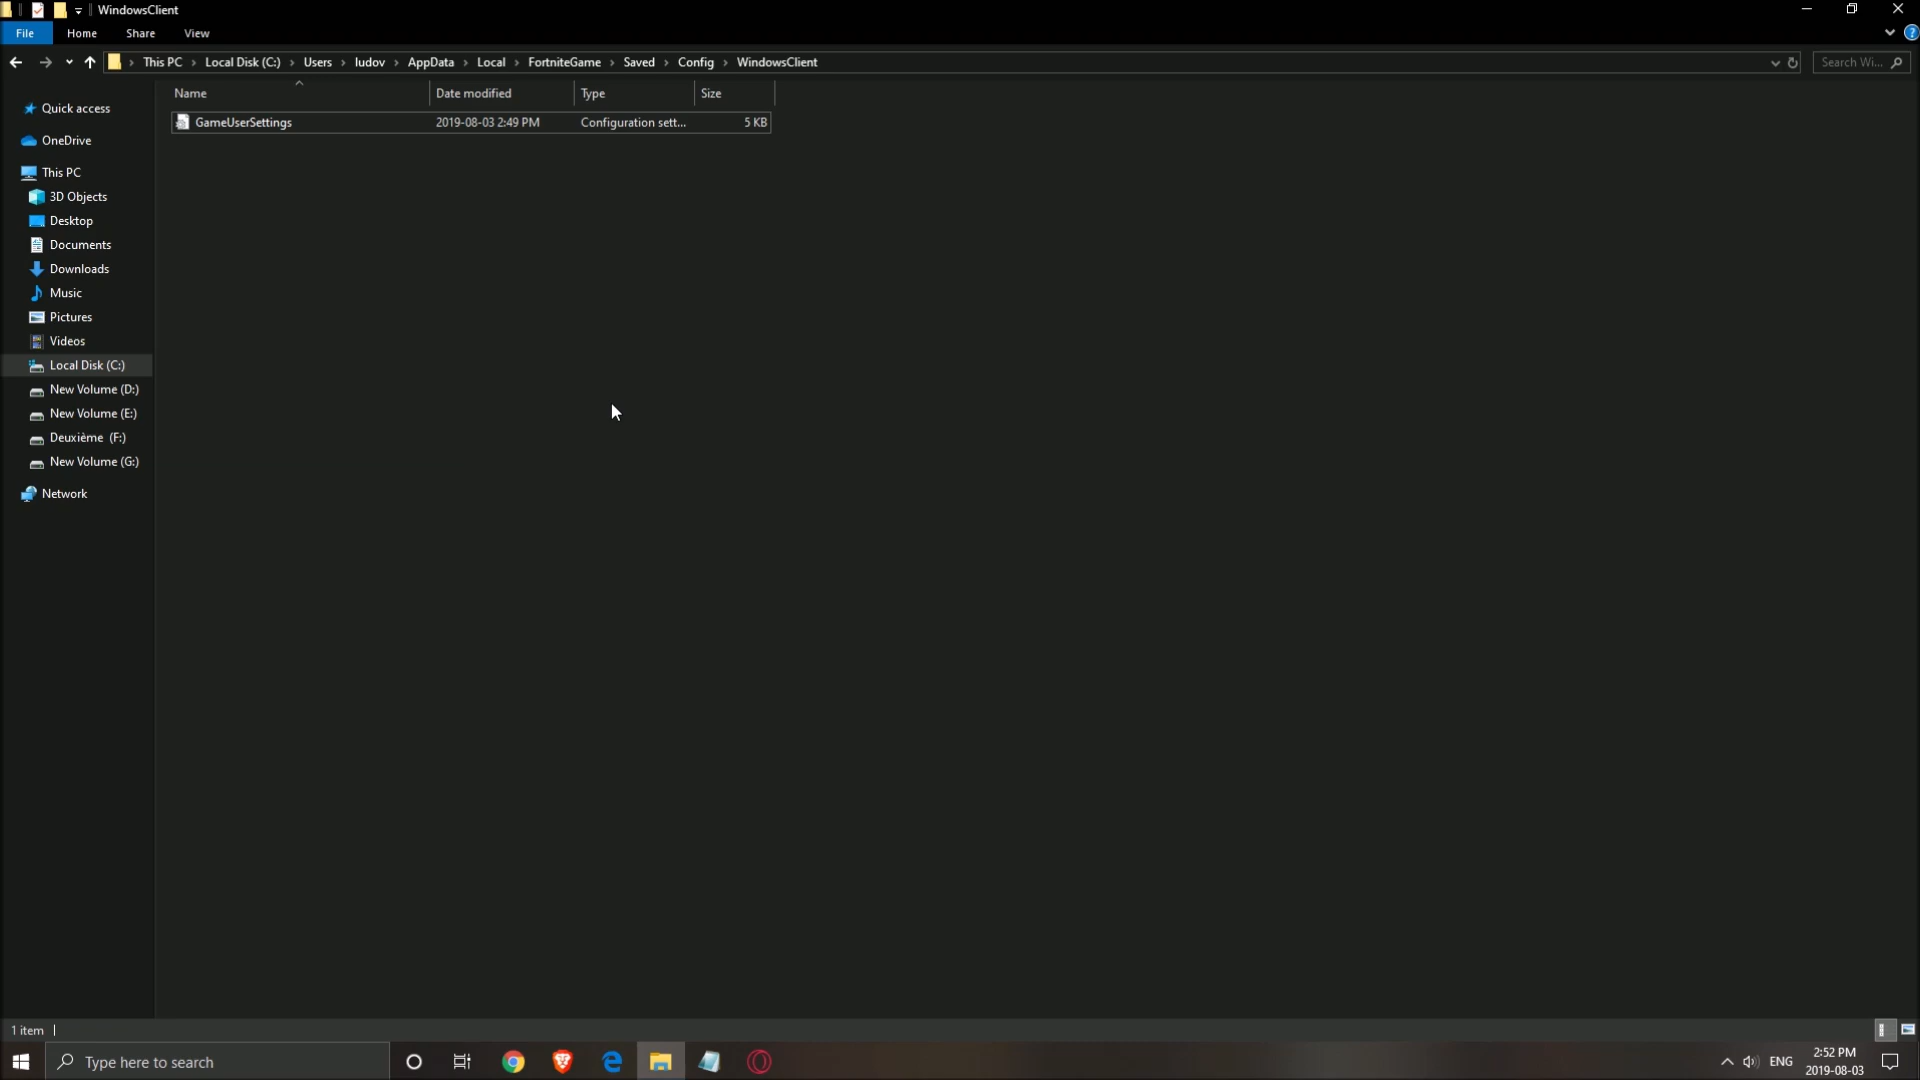 WindowsClient
File Home Share View
This PC Local Disk (C:) Users ludov AppData Local FortniteGame Saved Config WindowsClient Search Wi...
Name Date modified Type Size
GameUserSettings 2019-08-03 2:49 PM Configuration sett... 5 KB
Quick access
OneDrive
This PC
3D Objects
Desktop
Documents
Downloads
Music
Pictures
Videos
Local Disk (C:)
New Volume (D:)
New Volume (E:)
Deuxième (F:)
New Volume (G:)
Network
1 item
Type here to search ENG 2:52 PM
2019-08-03